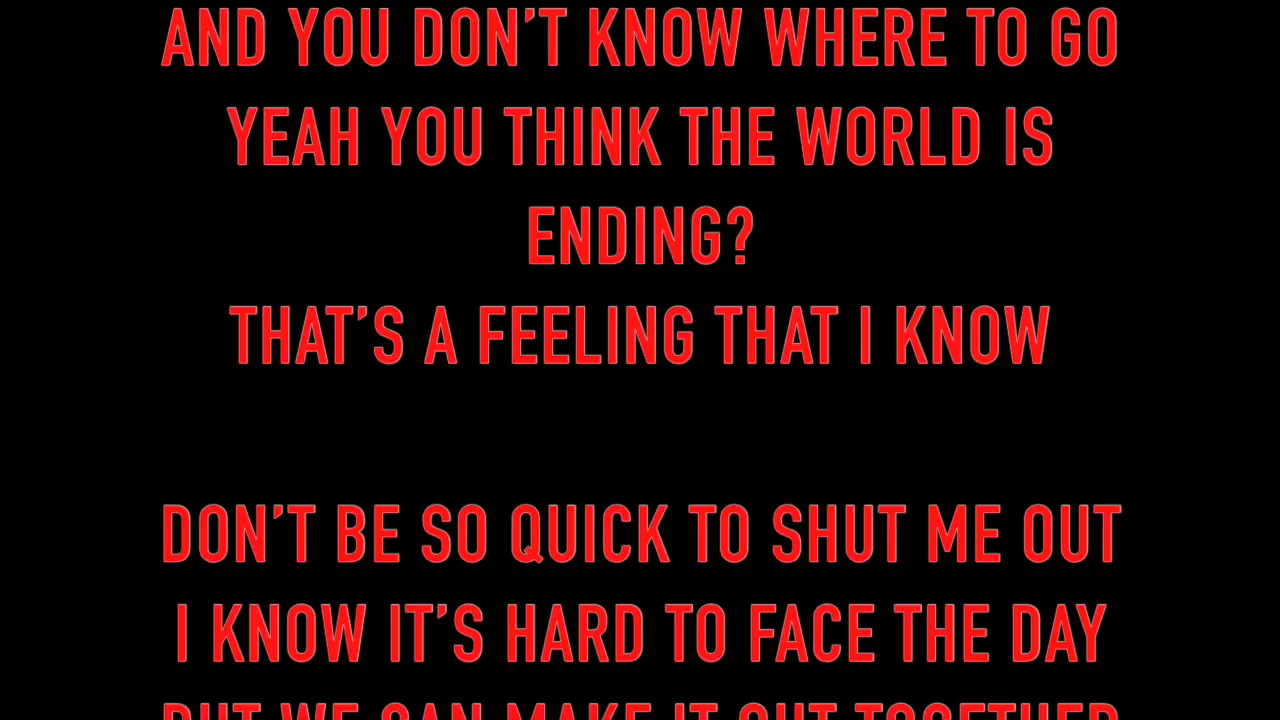 AND YOU DON’T KNOW WHERE TO GO
YEAH YOU THINK THE WORLD IS
ENDING?
THAT’S A FEELING THAT I KNOW
DON’T BE SO QUICK TO SHUT ME OUT
I KNOW IT’S HARD TO FACE THE DAY
BUT WE CAN MAKE IT OUT TOGETHER